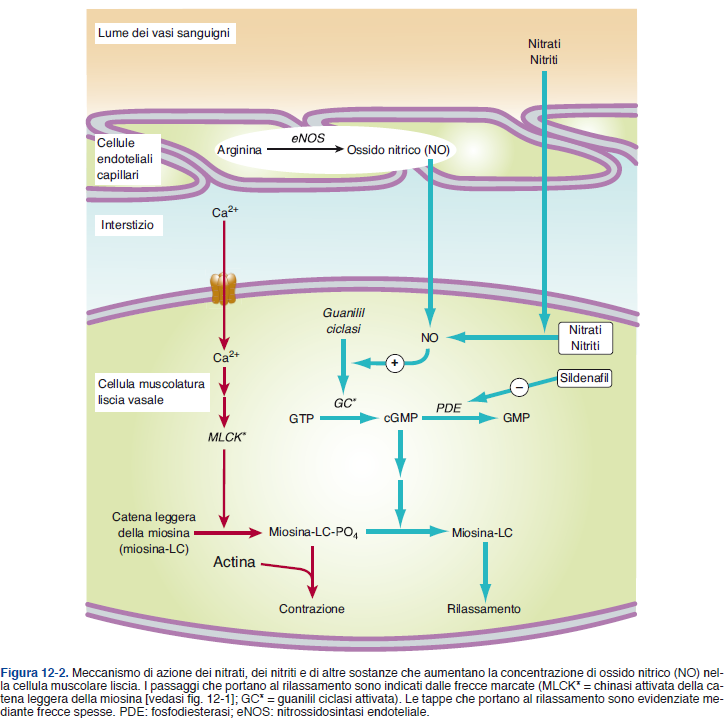 Lume dei vasi sanguigni
Nitrati
Nitriti
Cellule
endoteliali
capillari
eNOS
Arginina
Ossido nitrico (NO)
Ca2+
Interstizio
Guanilil
ciclasi
NO
Nitrati
Nitriti
+
Ca2+
Cellula muscolatura
liscia vasale
–
Sildenafil
GC*
PDE
GTP
cGMP
GMP
MLCK*
Catena leggera
della miosina
(miosina-LC)
Miosina-LC-PO4
Miosina-LC
Actina
Contrazione
Rilassamento
Figura 12-2. Meccanismo di azione dei nitrati, dei nitriti e di altre sostanze che aumentano la concentrazione di ossido nitrico (NO) nel-
la cellula muscolare liscia. I passaggi che portano al rilassamento sono indicati dalle frecce marcate (MLCK* = chinasi attivata della ca-
tena leggera della miosina [vedasi fig. 12-1]; GC* = guanilil ciclasi attivata). Le tappe che portano al rilassamento sono evidenziate me-
diante frecce spesse. PDE: fosfodiesterasi; eNOS: nitrossidosintasi endoteliale.